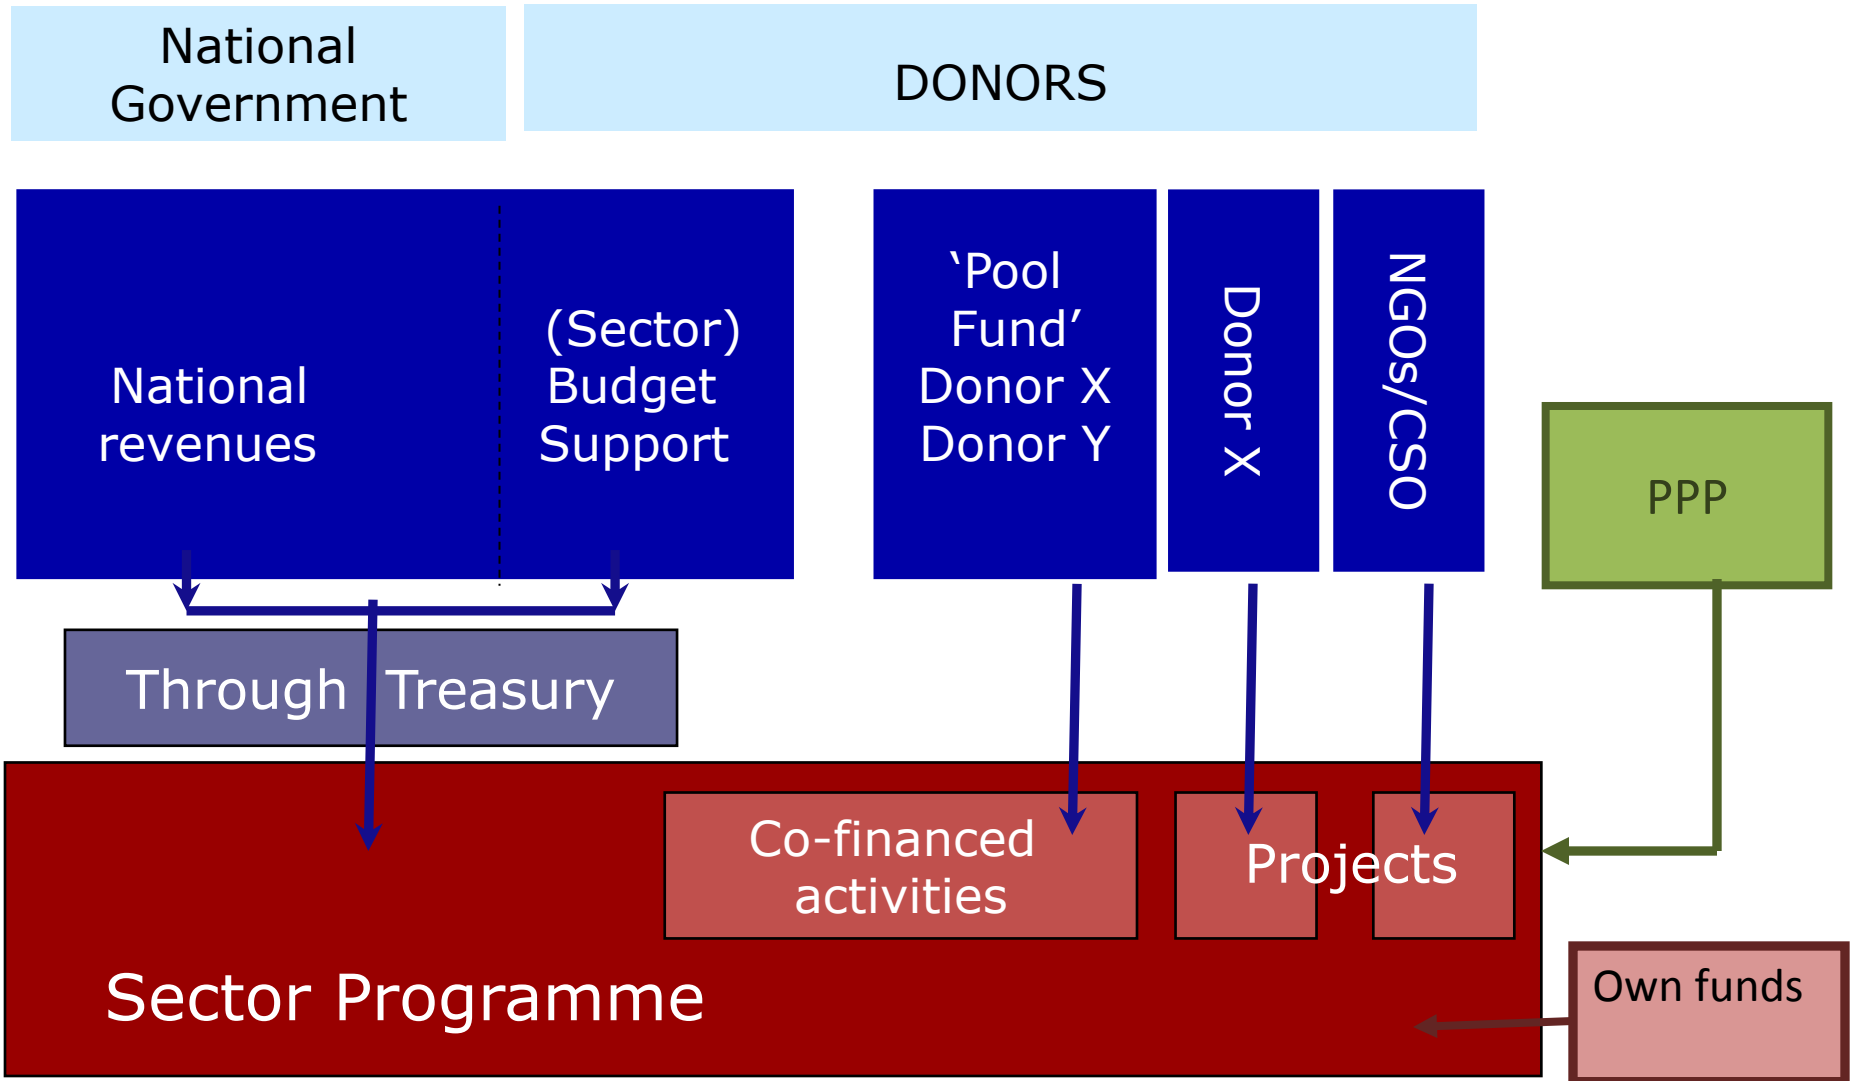 National
Government
DONORS
National
revenues
(Sector)
Budget
Support
‘Pool
Fund’
Donor X
Donor Y
Donor X
NGOs/CSO
PPP
Through Treasury
Co-financed
activities
Projects
Sector Programme
Own funds